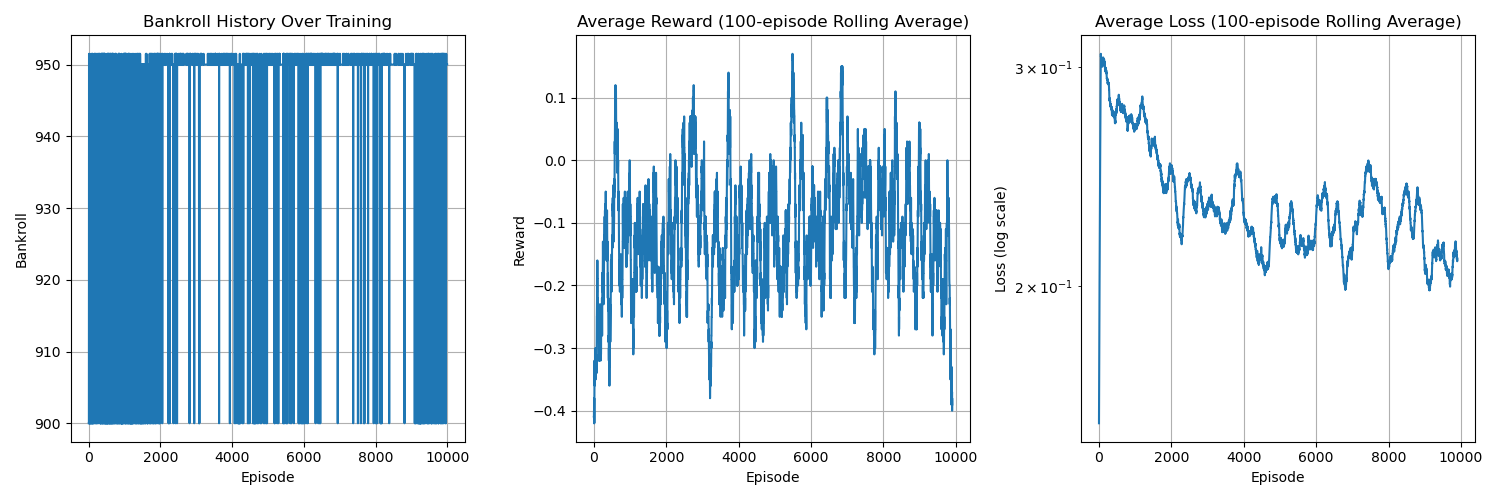 Bankroll History Over Training
Bankroll
950
940
930
920
910
900
0 2000 4000 6000 8000 10000
Episode
Average Reward (100-episode Rolling Average)
Reward
0.1
0.0
−0.1
−0.2
−0.3
−0.4
0 2000 4000 6000 8000 10000
Episode
Average Loss (100-episode Rolling Average)
Loss (log scale)
3 × 10⁻¹
2 × 10⁻¹
0 2000 4000 6000 8000 10000
Episode